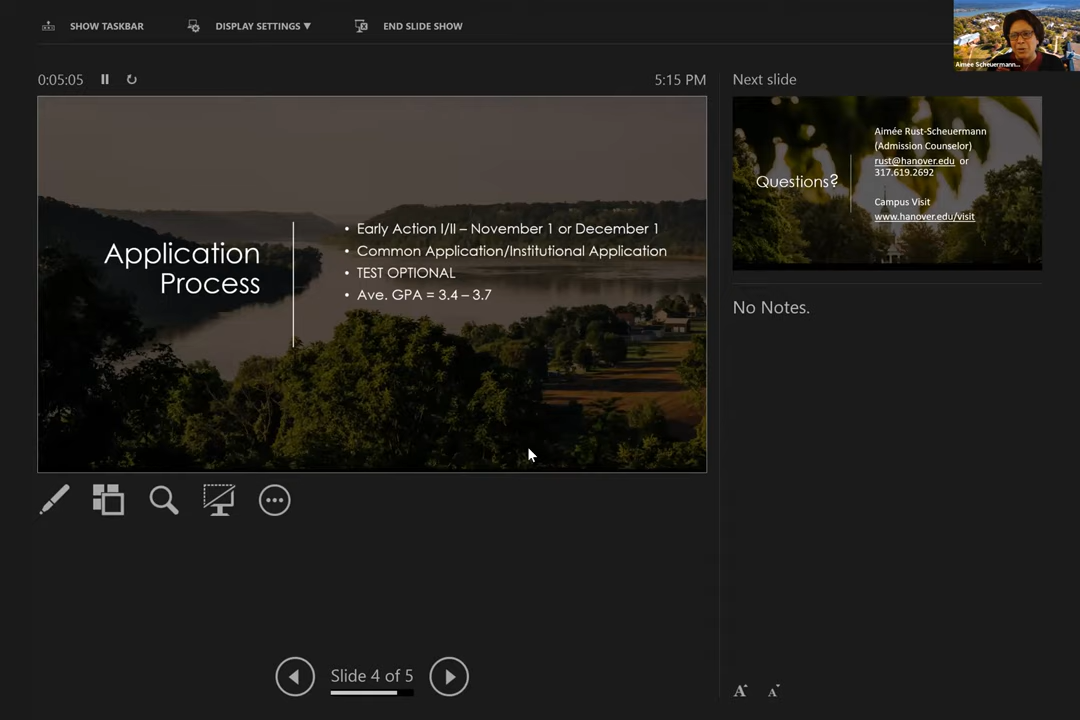 SHOW TASKBAR
DISPLAY SETTINGS ▼
END SLIDE SHOW
Aimée Scheuermann...
0:05:05
5:15 PM
Next slide
Application
Process
• Early Action I/II – November 1 or December 1
• Common Application/Institutional Application
• TEST OPTIONAL
• Ave. GPA = 3.4 – 3.7
Questions?
Aimée Rust-Scheuermann
(Admission Counselor)
rust@hanover.edu or
317.619.2692
Campus Visit
www.hanover.edu/visit
No Notes.
Slide 4 of 5
A A